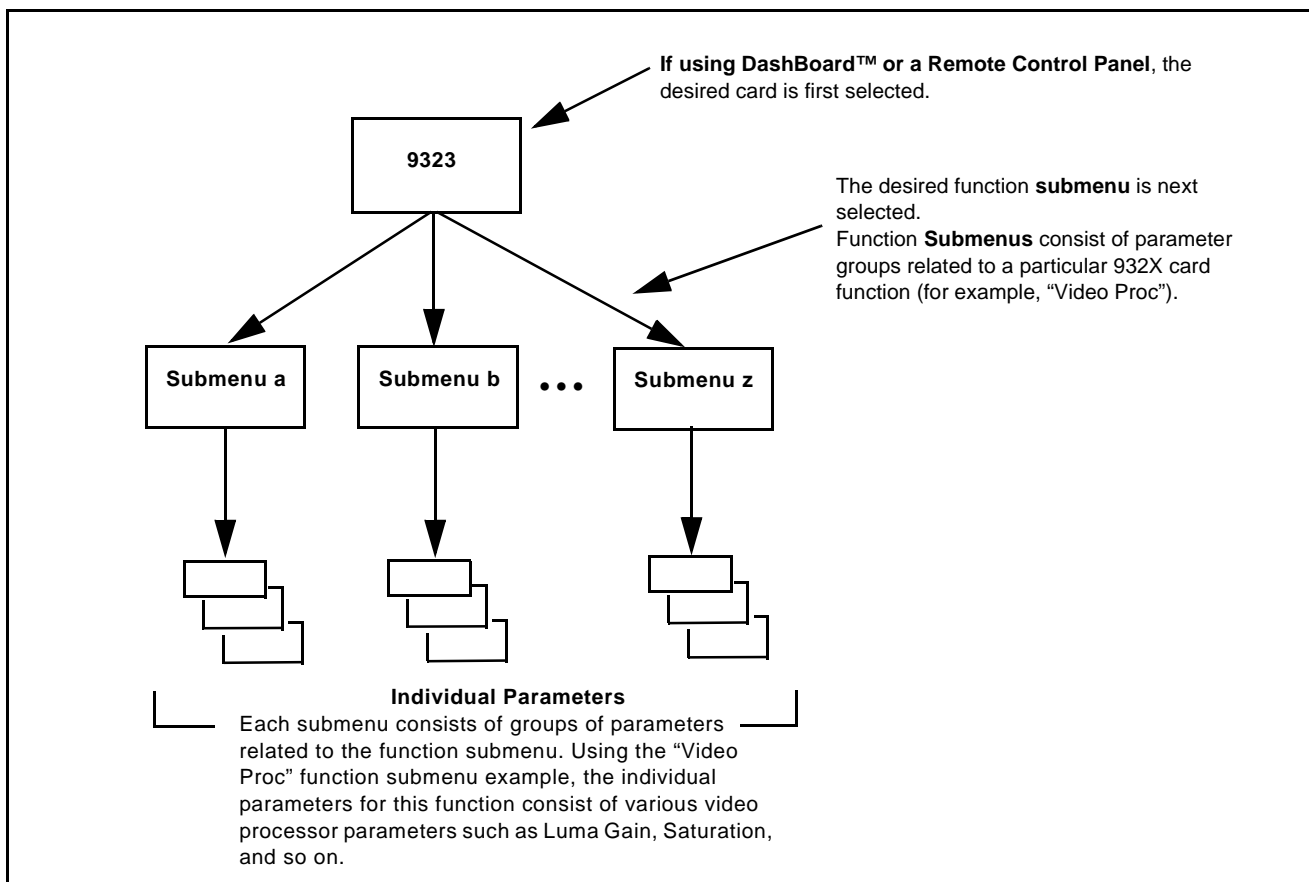 If using DashBoard™ or a Remote Control Panel, the
desired card is first selected.
9323
The desired function submenu is next
selected.
Function Submenus consist of parameter
groups related to a particular 932X card
function (for example, “Video Proc”).
Submenu a
Submenu b
•••
Submenu z
Individual Parameters
Each submenu consists of groups of parameters
related to the function submenu. Using the “Video
Proc” function submenu example, the individual
parameters for this function consist of various video
processor parameters such as Luma Gain, Saturation,
and so on.